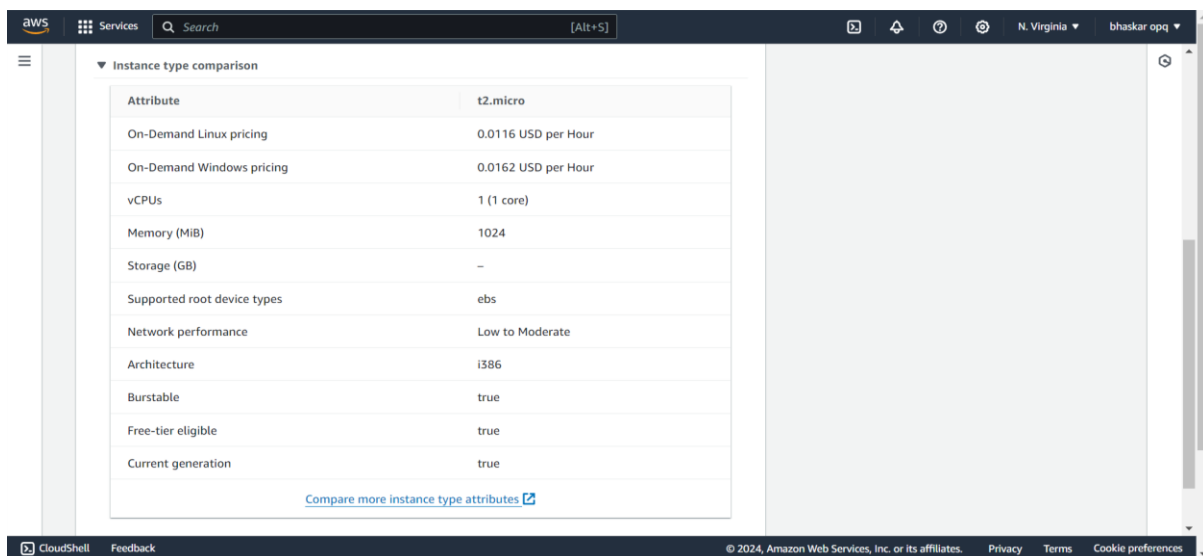 aws Services Search [Alt+S] N. Virginia bhaskar opq
Instance type comparison
Attribute t2.micro
On-Demand Linux pricing 0.0116 USD per Hour
On-Demand Windows pricing 0.0162 USD per Hour
vCPUs 1 (1 core)
Memory (MiB) 1024
Storage (GB) –
Supported root device types ebs
Network performance Low to Moderate
Architecture i386
Burstable true
Free-tier eligible true
Current generation true
Compare more instance type attributes
CloudShell Feedback © 2024, Amazon Web Services, Inc. or its affiliates. Privacy Terms Cookie preferences